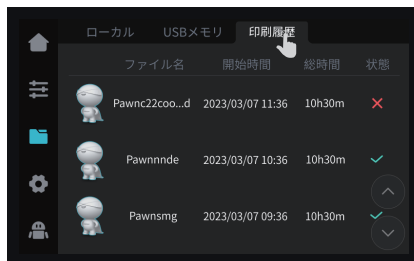 ローカル USBメモリ 印刷履歴
ファイル名 開始時間 総時間 状態
Pawnc22coo...d 2023/03/07 11:36 10h30m
Pawnnnde 2023/03/07 10:36 10h30m
Pawnsmg 2023/03/07 09:36 10h30m